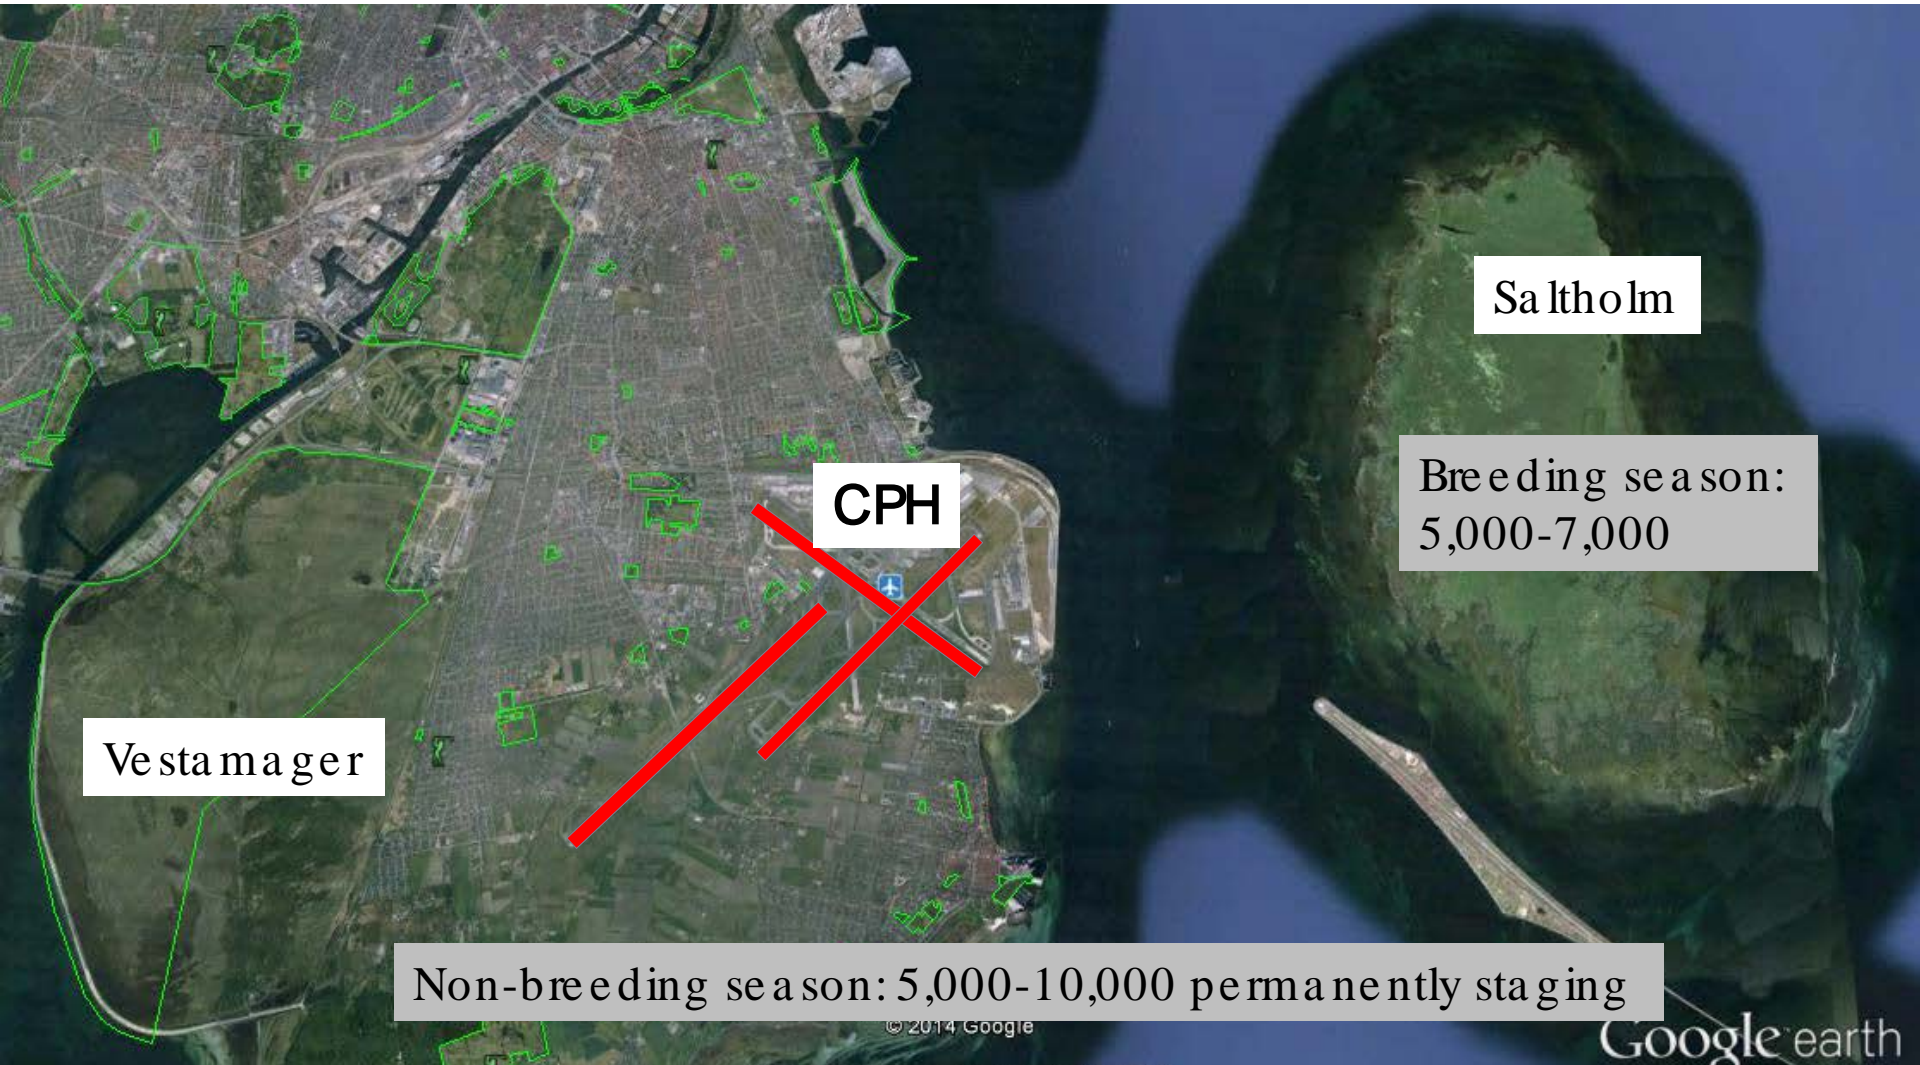 Saltholm
Breeding season:
5,000-7,000
CPH
Vestamager
Non-breeding season: 5,000-10,000 permanently staging
© 2014 Google
Google earth